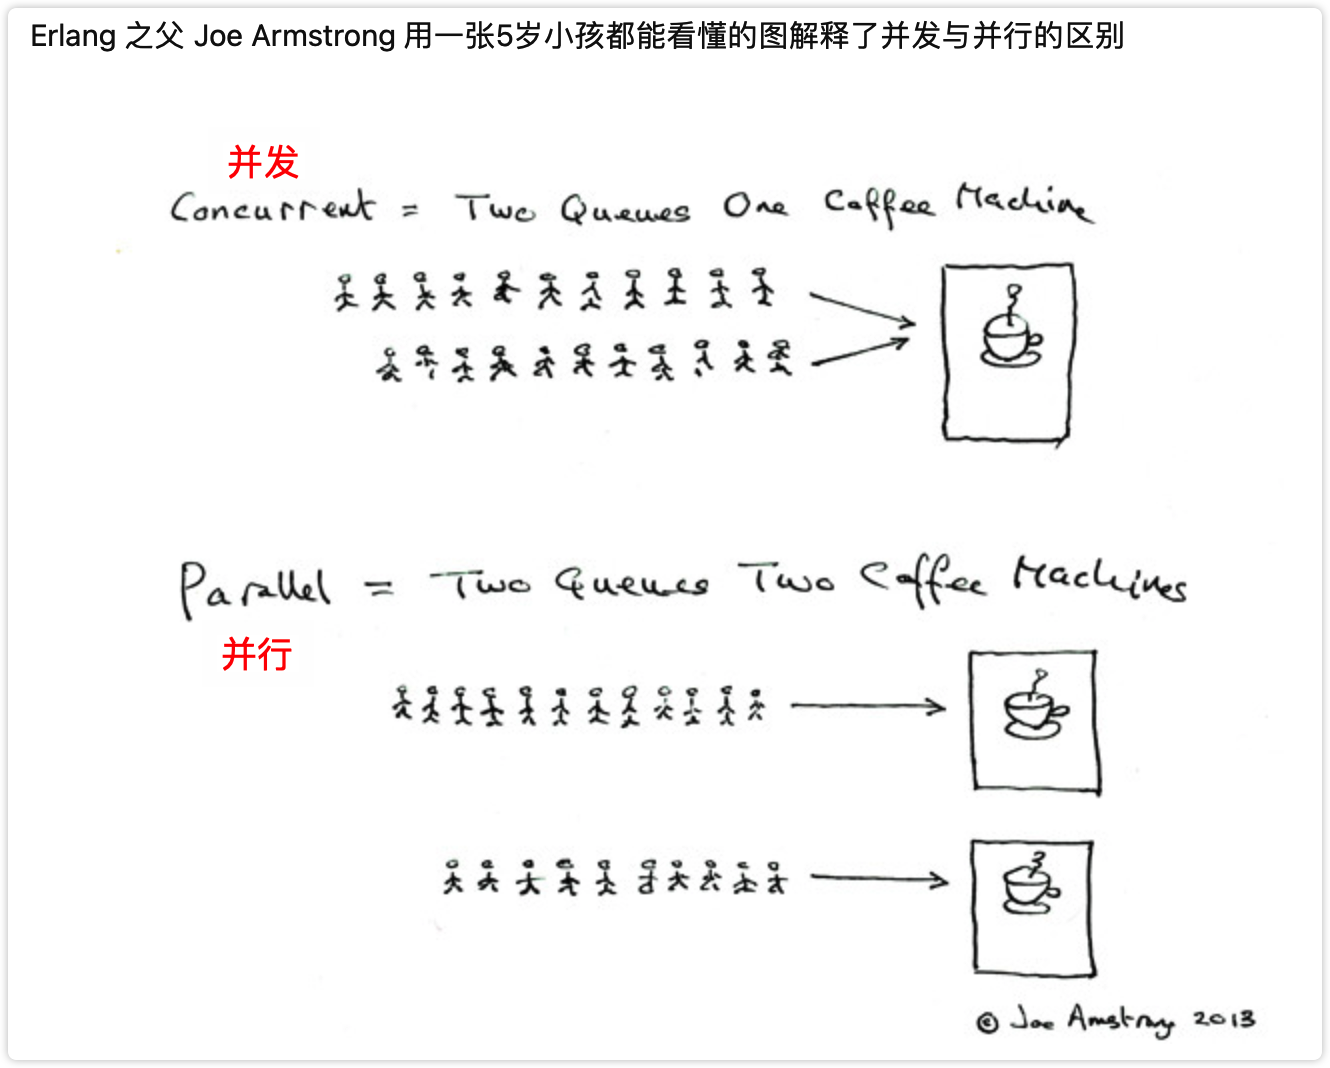 Erlang 之父 Joe Armstrong 用一张5岁小孩都能看懂的图解释了并发与并行的区别
并发
Concurrent = Two Queues One Coffee Machine
Parallel = Two Queues Two Coffee Machines
并行
© Joe Armstrong 2013